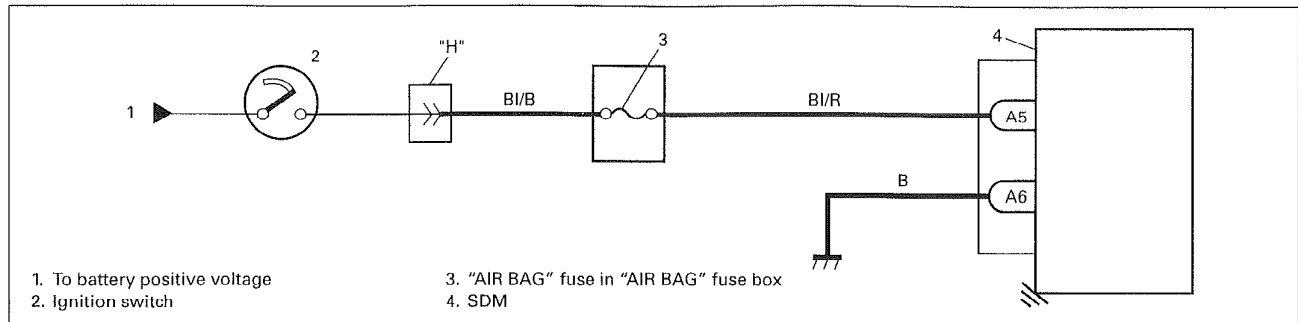 "H"
3
4
2
1
BI/B
BI/R
A5
B
A6
1. To battery positive voltage
2. Ignition switch
3. "AIR BAG" fuse in "AIR BAG" fuse box
4. SDM